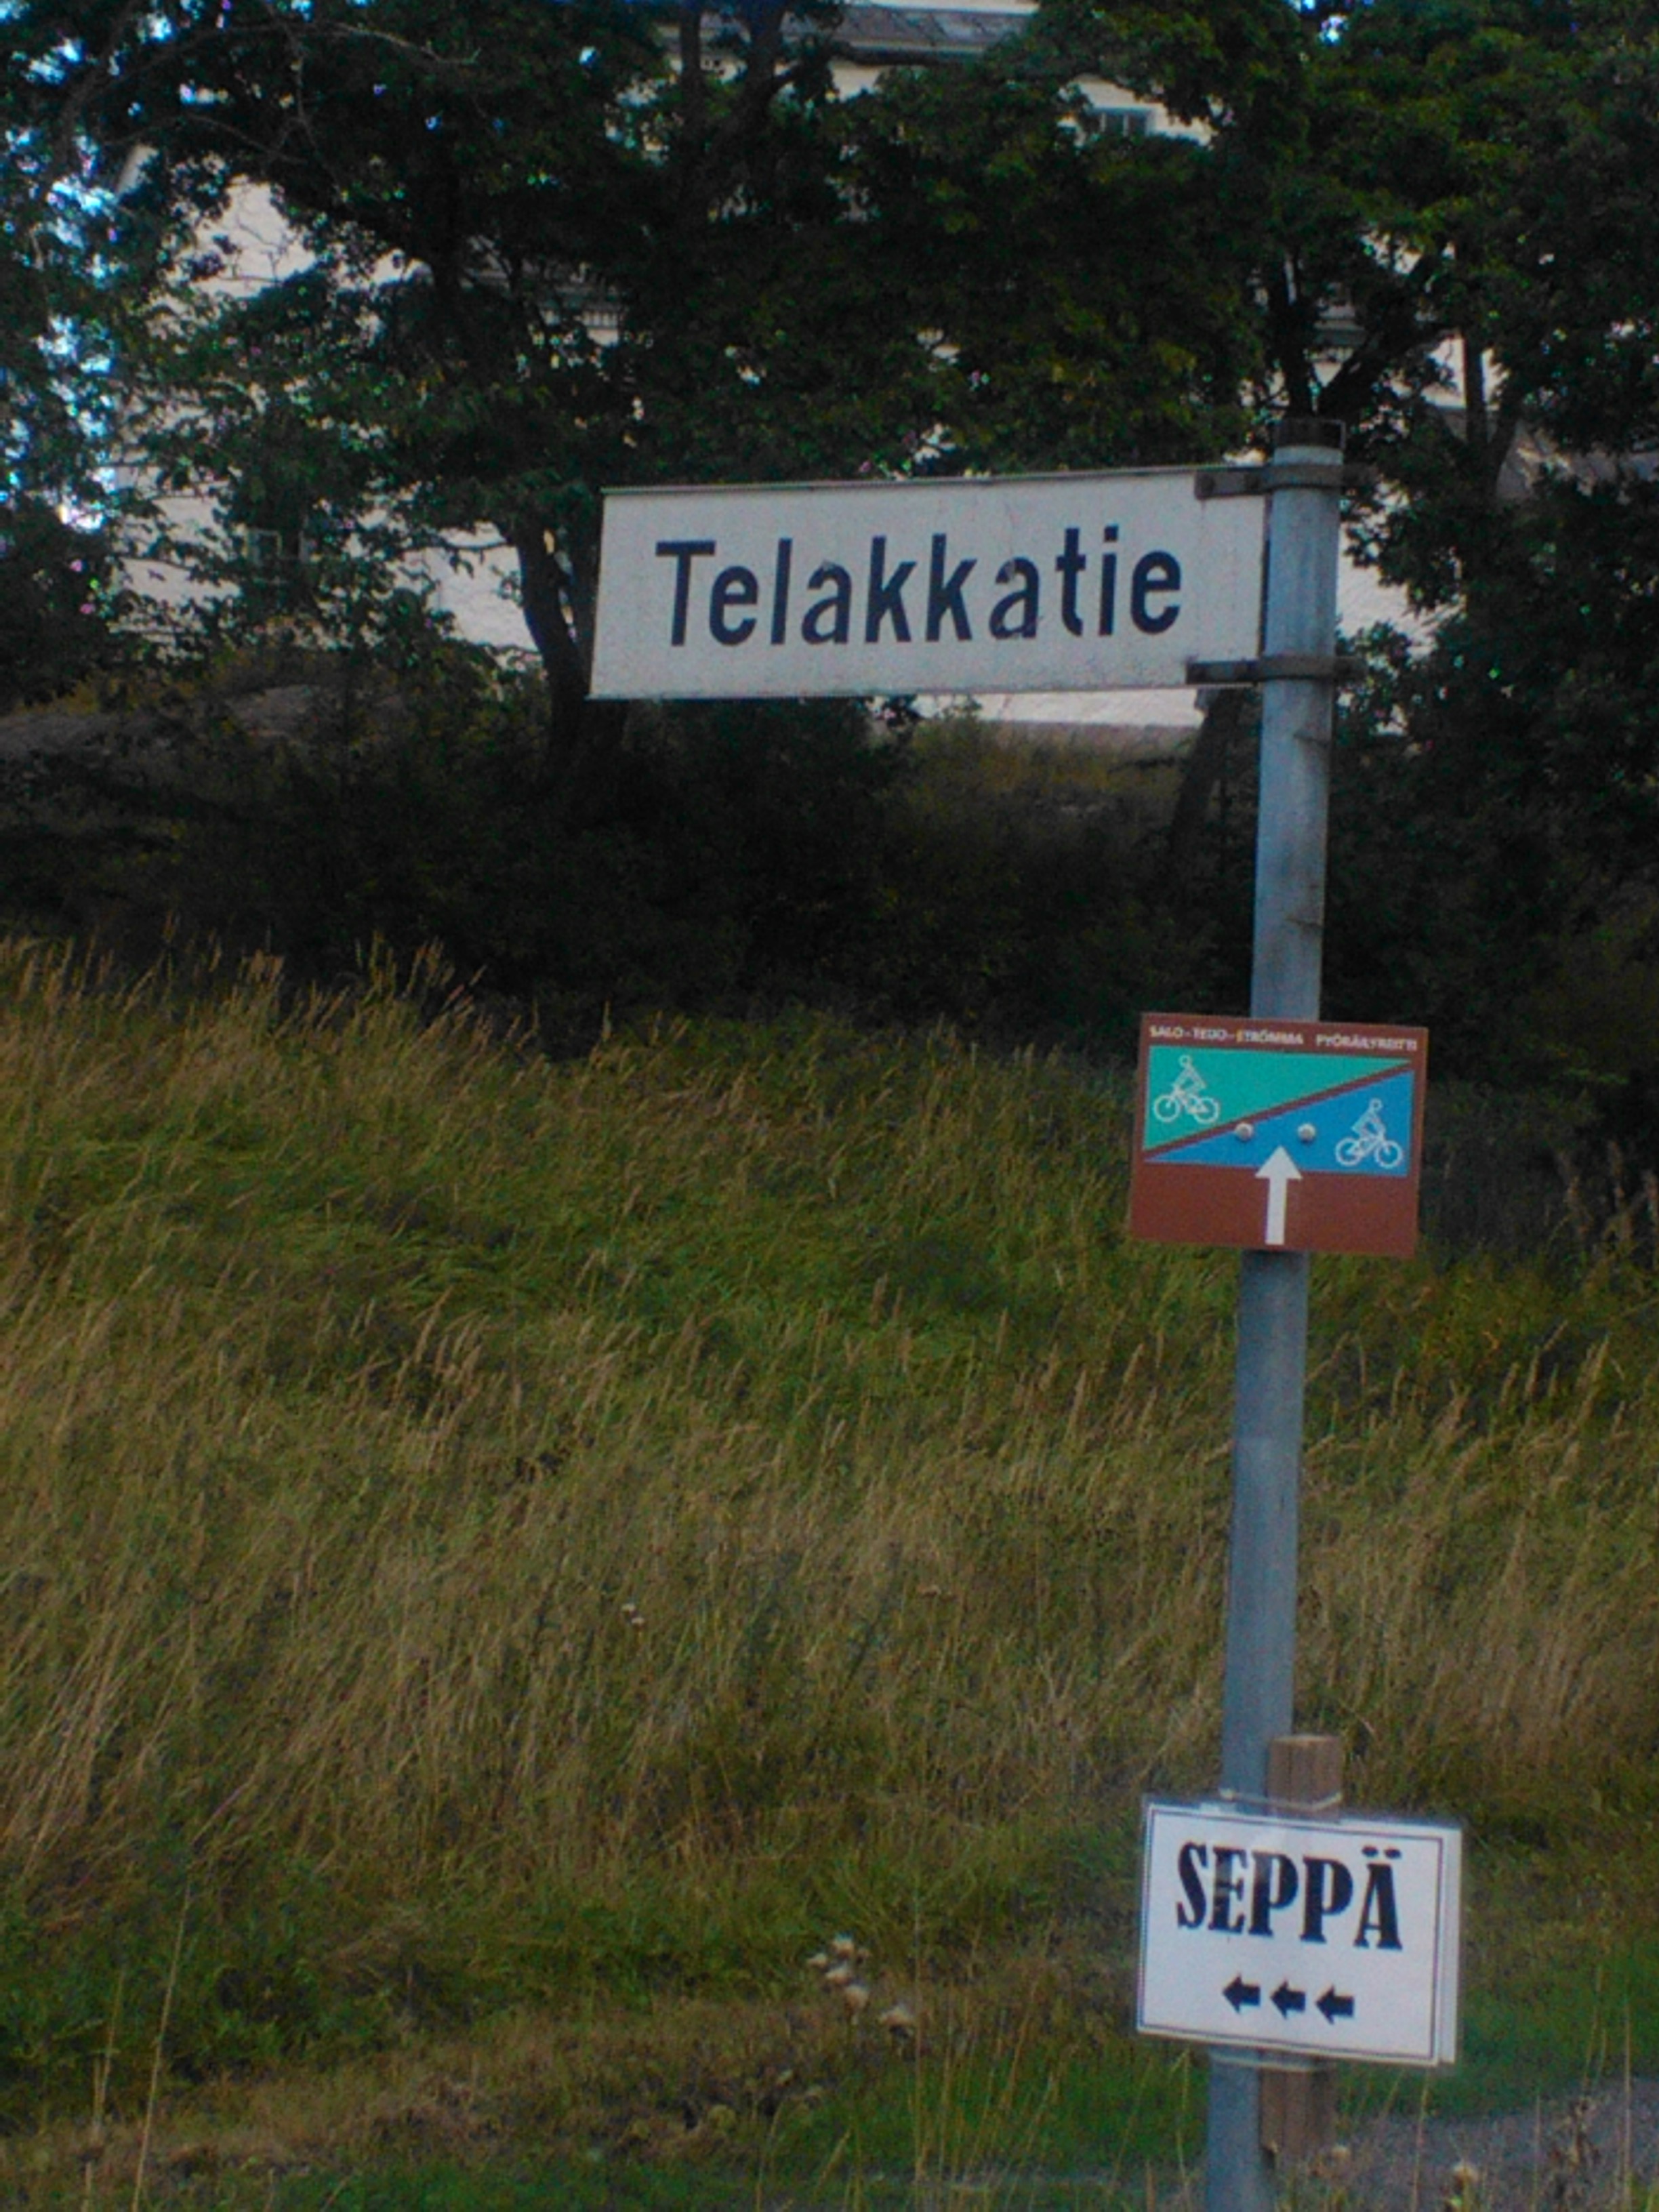 Telakkatie
SALO - TEIJO - STRÖMMA PYÖRÄILYREITTI
SEPPÄ